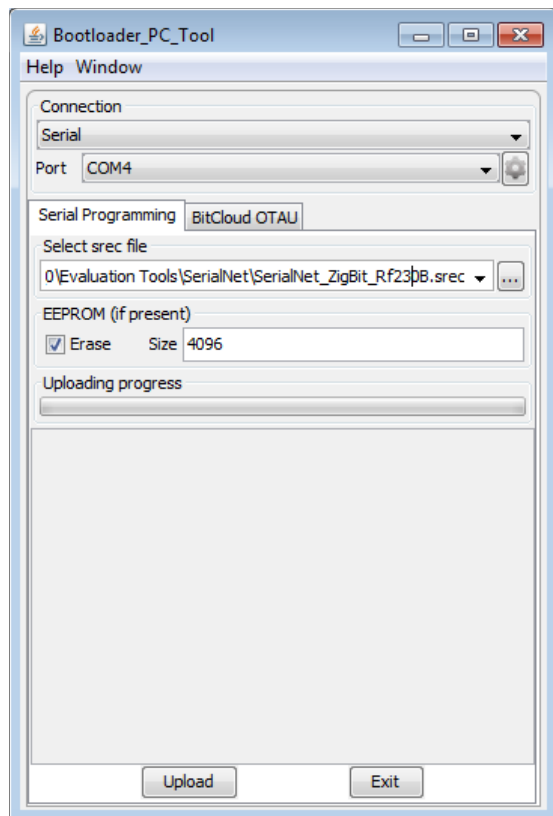 Bootloader_PC_Tool
Help Window
Connection
Serial
Port COM4
Serial Programming BitCloud OTAU
Select srec file
0\Evaluation Tools\SerialNet\SerialNet_ZigBit_Rf230B.srec ...
EEPROM (if present)
Erase Size 4096
Uploading progress
Upload Exit